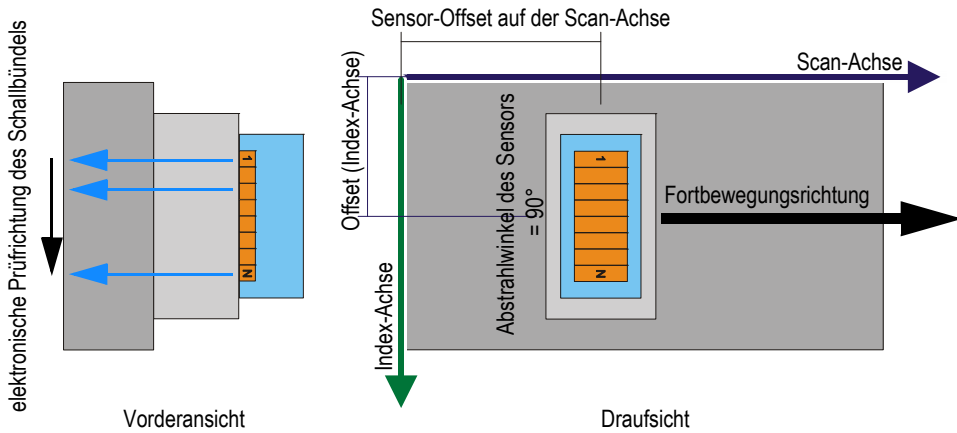 elektronische Prüfrichtung des Schallbündels
1
N
Vorderansicht
Sensor-Offset auf der Scan-Achse
Scan-Achse
Offset (Index-Achse)
Abstrahlwinkel des Sensors
= 90°
1
N
Fortbewegungsrichtung
Index-Achse
Draufsicht